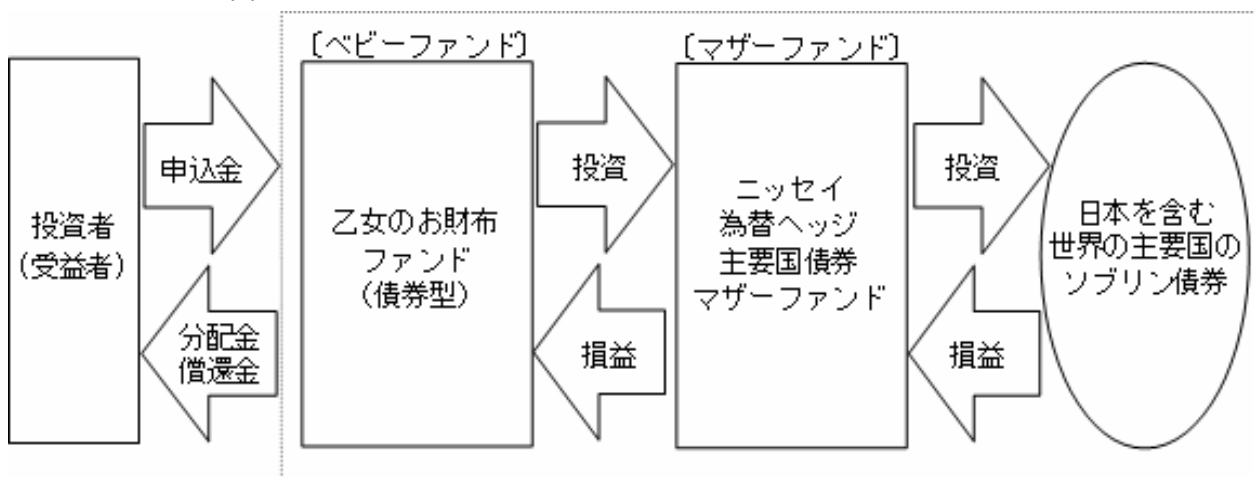 〔ベビーファンド〕
〔マザーファンド〕
投資者
(受益者)
申込金
分配金
償還金
乙女のお財布
ファンド
(債券型)
投資
損益
ニッセイ
為替ヘッジ
主要国債券
マザーファンド
投資
損益
日本を含む
世界の主要国の
ソブリン債券